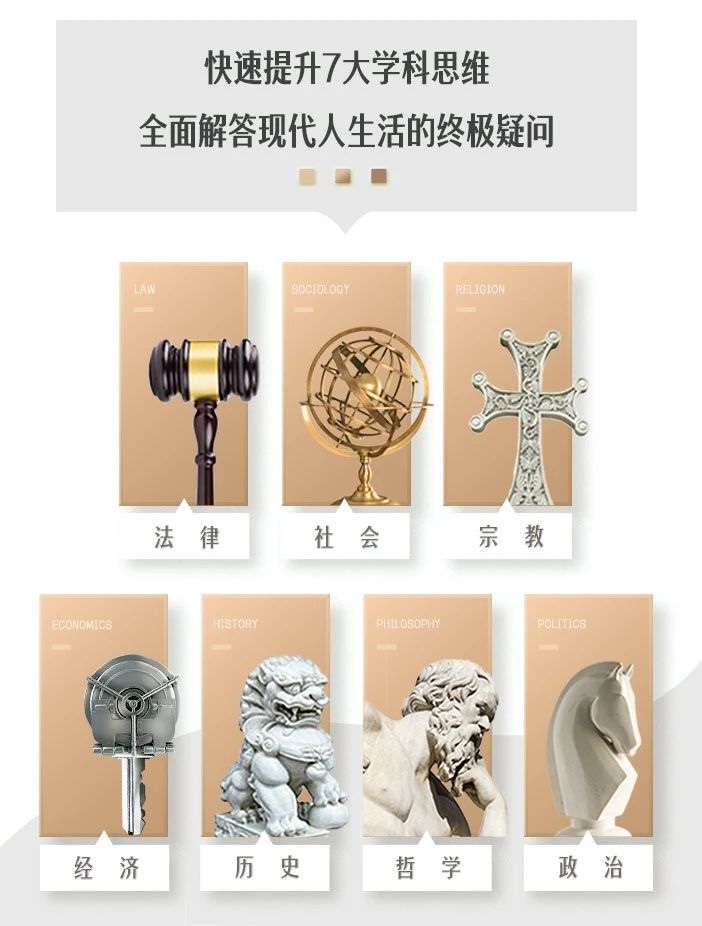 快速提升7大学科思维
全面解答现代人生活的终极疑问
LAW
SOCIOLOGY
RELIGION
法律
社会
宗教
ECONOMICS
HISTORY
PHILOSOPHY
POLITICS
经济
历史
哲学
政治